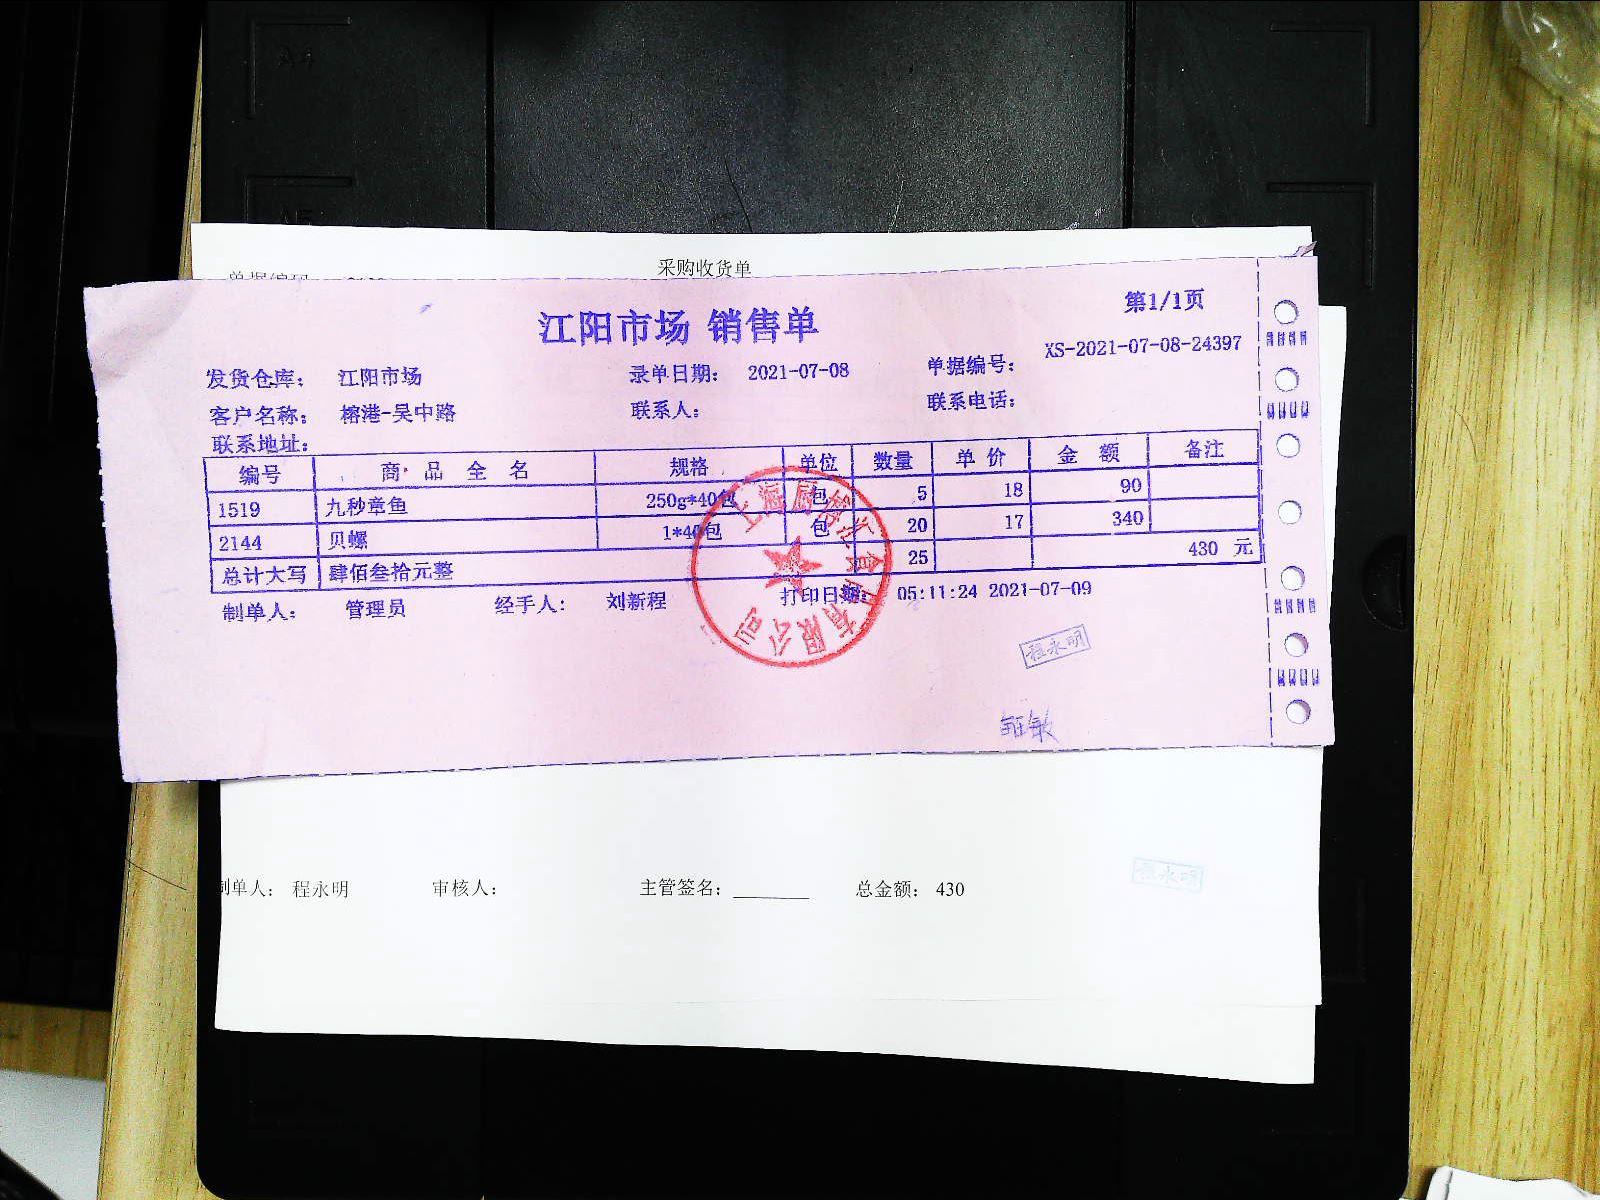 采购收货单
江阳市场 销售单
第1/1页
发货仓库： 江阳市场 录单日期： 2021-07-08 单据编号： XS-2021-07-08-24397
客户名称： 榕港-吴中路 联系人： 联系电话：
联系地址：
编号 商品全名 规格 单位 数量 单价 金额 备注
1519 九秒章鱼 250g*40包 包 5 18 90
2144 贝螺 1*40包 包 20 17 340
总计大写 肆佰叁拾元整 25 430 元
制单人： 管理员 经手人： 刘新程 打印日期： 05:11:24 2021-07-09
程永明
制单人： 程永明 审核人： 主管签名： 总金额： 430
程永明